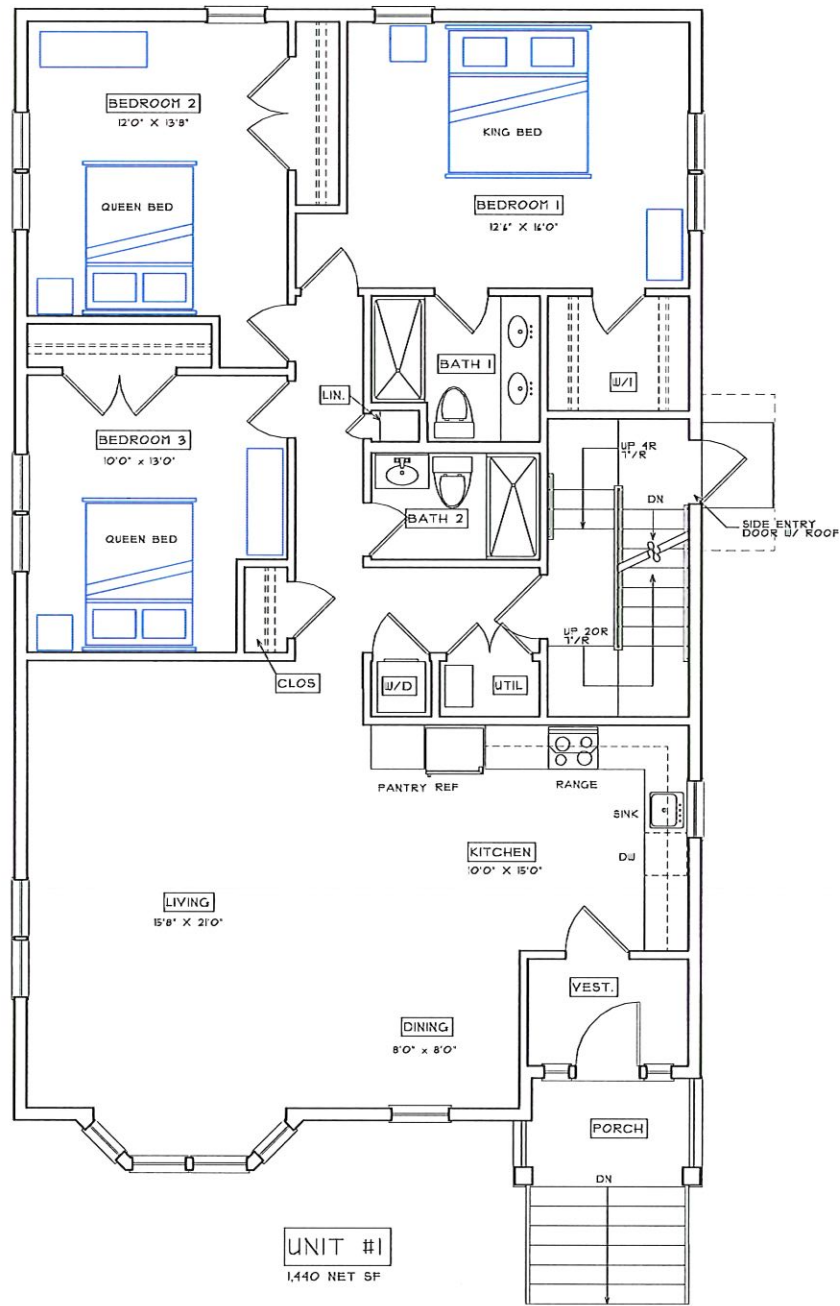 BEDROOM 2
12'0" X 13'8"
QUEEN BED
KING BED
BEDROOM 1
12'6" X 16'0"
BATH 1
W/I
LIN.
BEDROOM 3
10'0" x 13'0"
UP 4R
7"/R
DN
SIDE ENTRY
DOOR W/ ROOF
BATH 2
QUEEN BED
UP 20R
7"/R
CLOS
W/D
UTIL
PANTRY REF
RANGE
SINK
DW
KITCHEN
10'0" X 15'0"
LIVING
15'8" X 21'0"
VEST.
DINING
8'0" x 8'0"
PORCH
DN
UNIT #1
1,440 NET SF